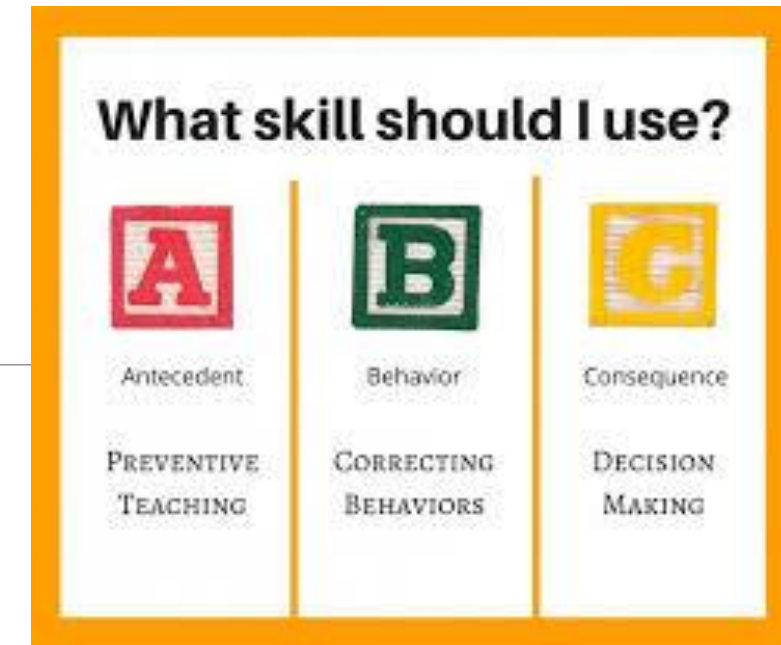 What skill should I use?
A
B
C
Antecedent
Behavior
Consequence
PREVENTIVE
TEACHING
CORRECTING
BEHAVIORS
DECISION
MAKING